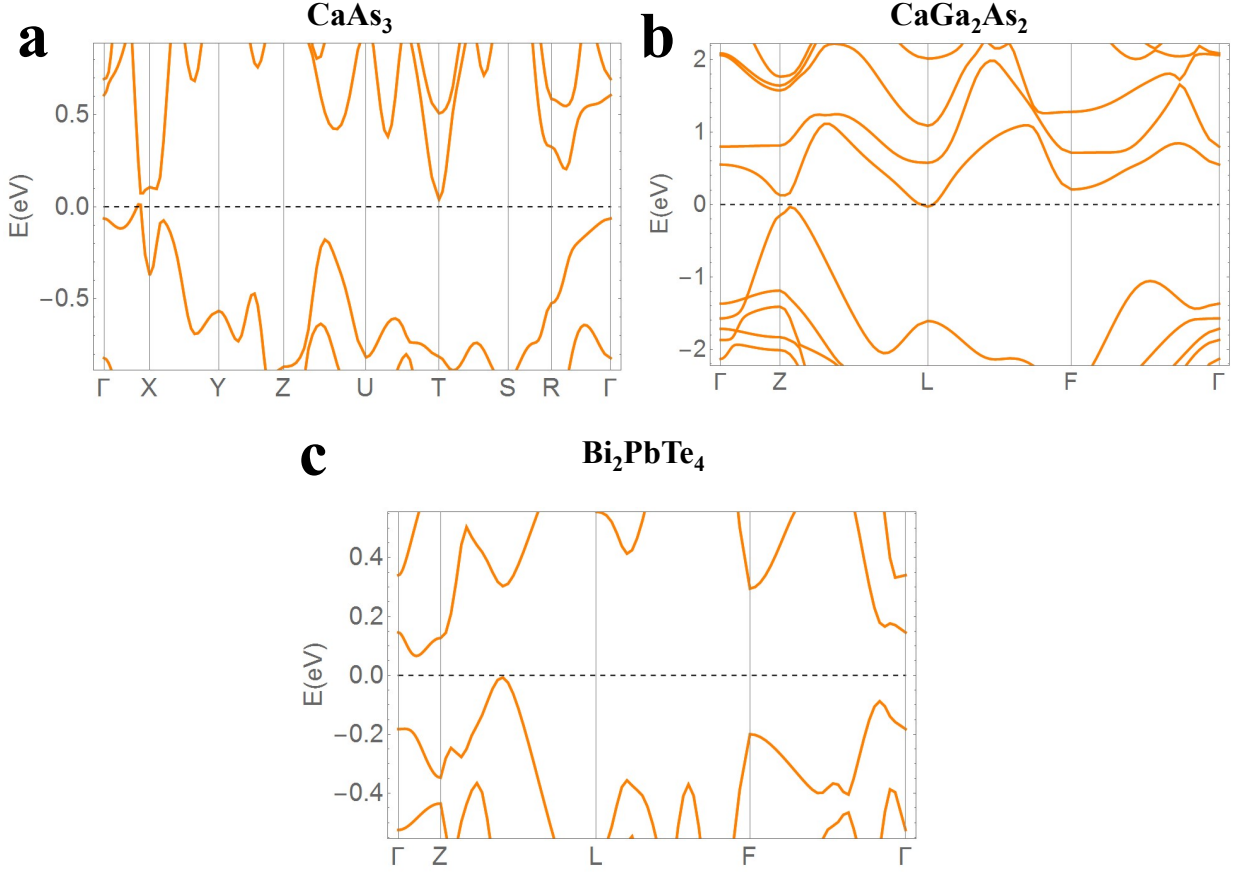 a
CaAs₃
E(eV)
0.5
0.0
−0.5
Γ X Y Z U T S R Γ
b
CaGa₂As₂
E(eV)
2
1
0
−1
−2
Γ Z L F Γ
c
Bi₂PbTe₄
E(eV)
0.4
0.2
0.0
−0.2
−0.4
Γ Z L F Γ